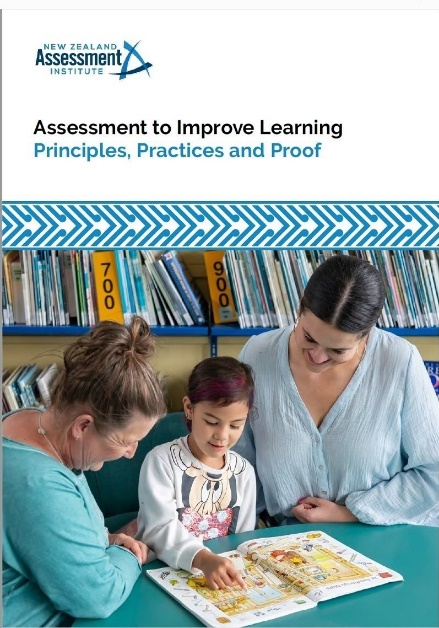 NEW ZEALAND
Assessment
INSTITUTE
Assessment to Improve Learning
Principles, Practices and Proof
700
900